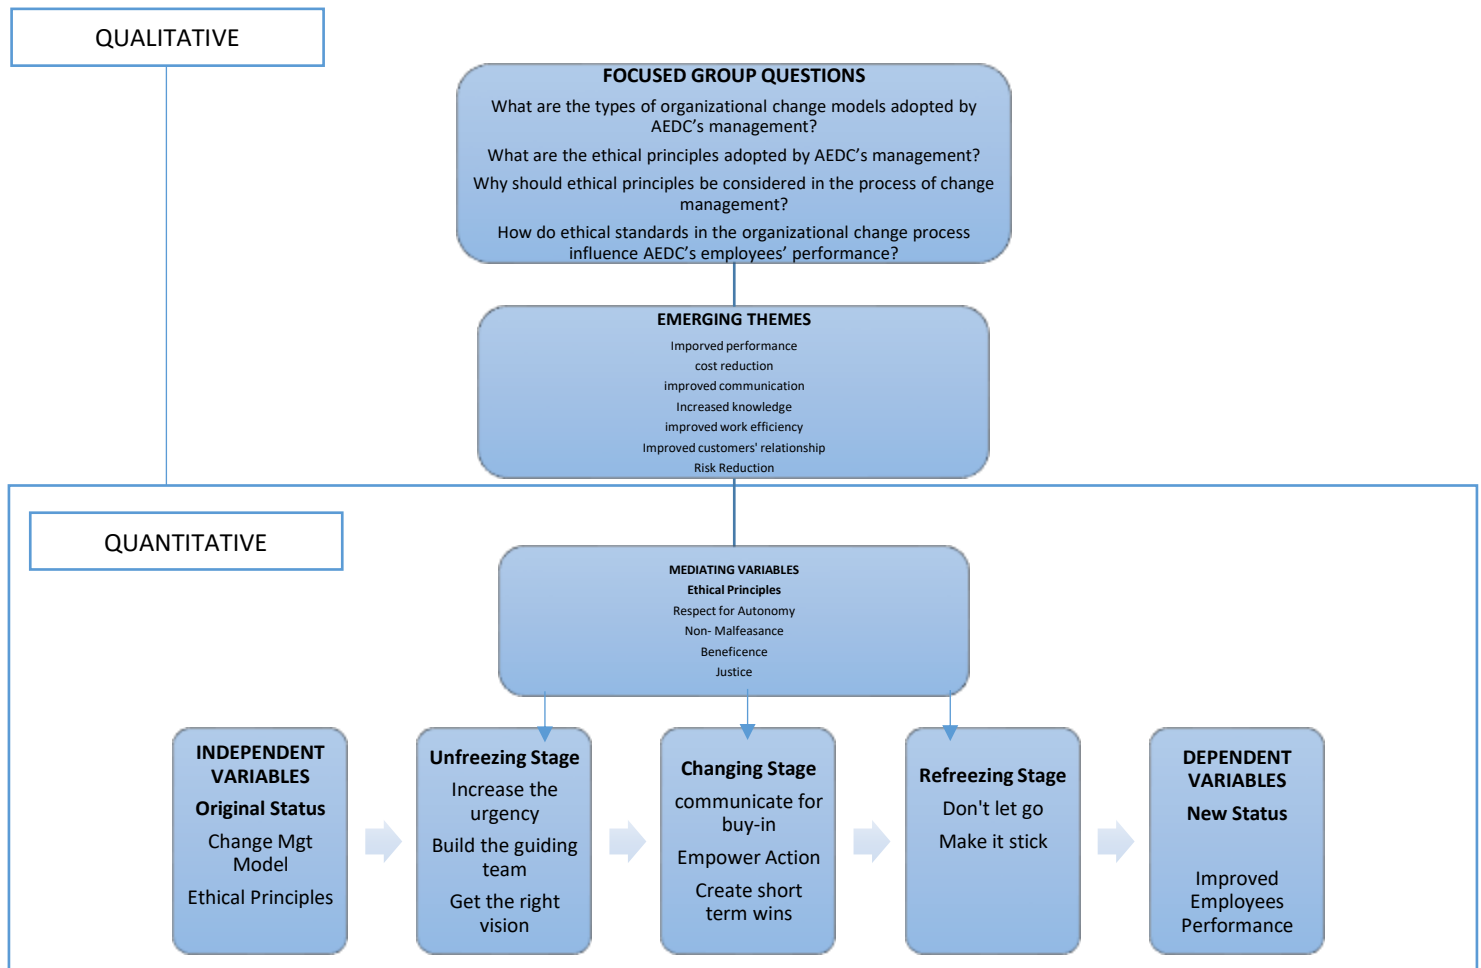 QUALITATIVE
FOCUSED GROUP QUESTIONS
What are the types of organizational change models adopted by
AEDC’s management?
What are the ethical principles adopted by AEDC’s management?
Why should ethical principles be considered in the process of change
management?
How do ethical standards in the organizational change process
influence AEDC’s employees’ performance?
EMERGING THEMES
Imporved performance
cost reduction
improved communication
Increased knowledge
improved work efficiency
Improved customers' relationship
Risk Reduction
QUANTITATIVE
MEDIATING VARIABLES
Ethical Principles
Respect for Autonomy
Non- Malfeasance
Beneficence
Justice
INDEPENDENT
VARIABLES
Original Status
Change Mgt
Model
Ethical Principles
Unfreezing Stage
Increase the
urgency
Build the guiding
team
Get the right
vision
Changing Stage
communicate for
buy-in
Empower Action
Create short
term wins
Refreezing Stage
Don't let go
Make it stick
DEPENDENT
VARIABLES
New Status
Improved
Employees
Performance